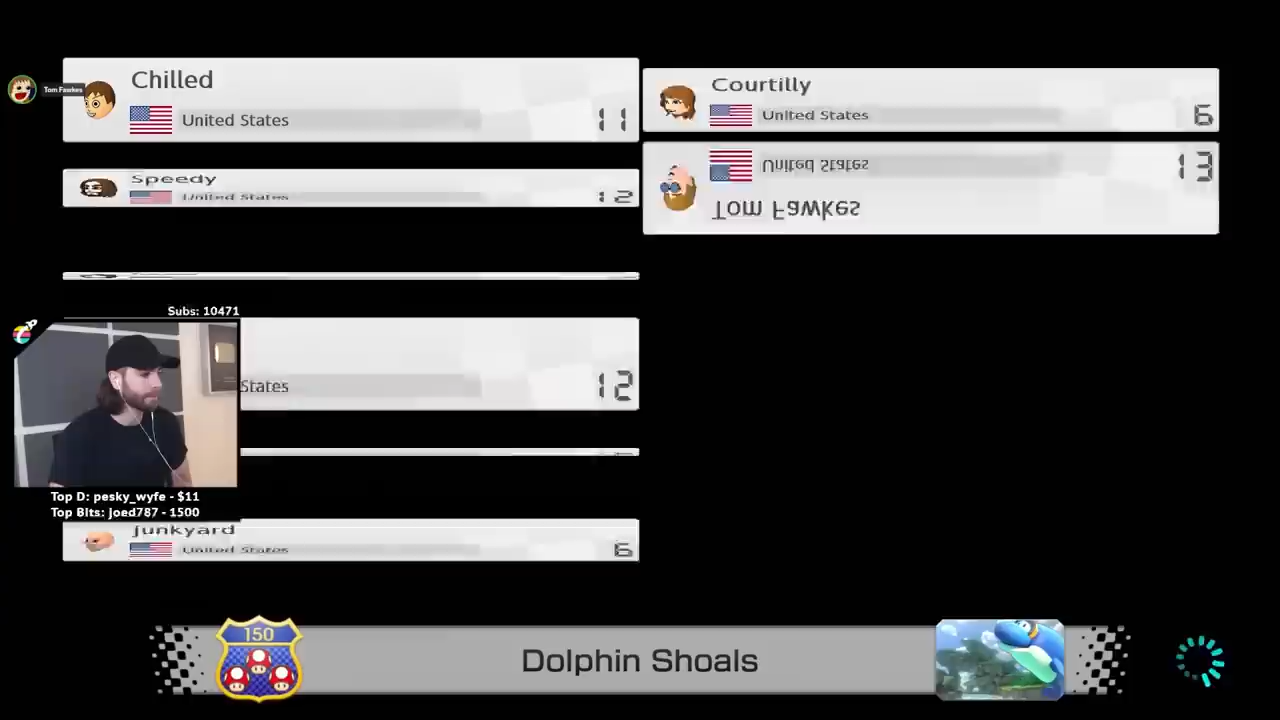 Tom Fawkes
Chilled
United States
11
Speedy
United States
12
Subs: 10471
States
12
Top D: pesky_wyfe - $11
Top Bits: joed787 - 1500
junkyard
United States
6
Courtilly
United States
6
United States
13
Tom Fawkes
150
Dolphin Shoals